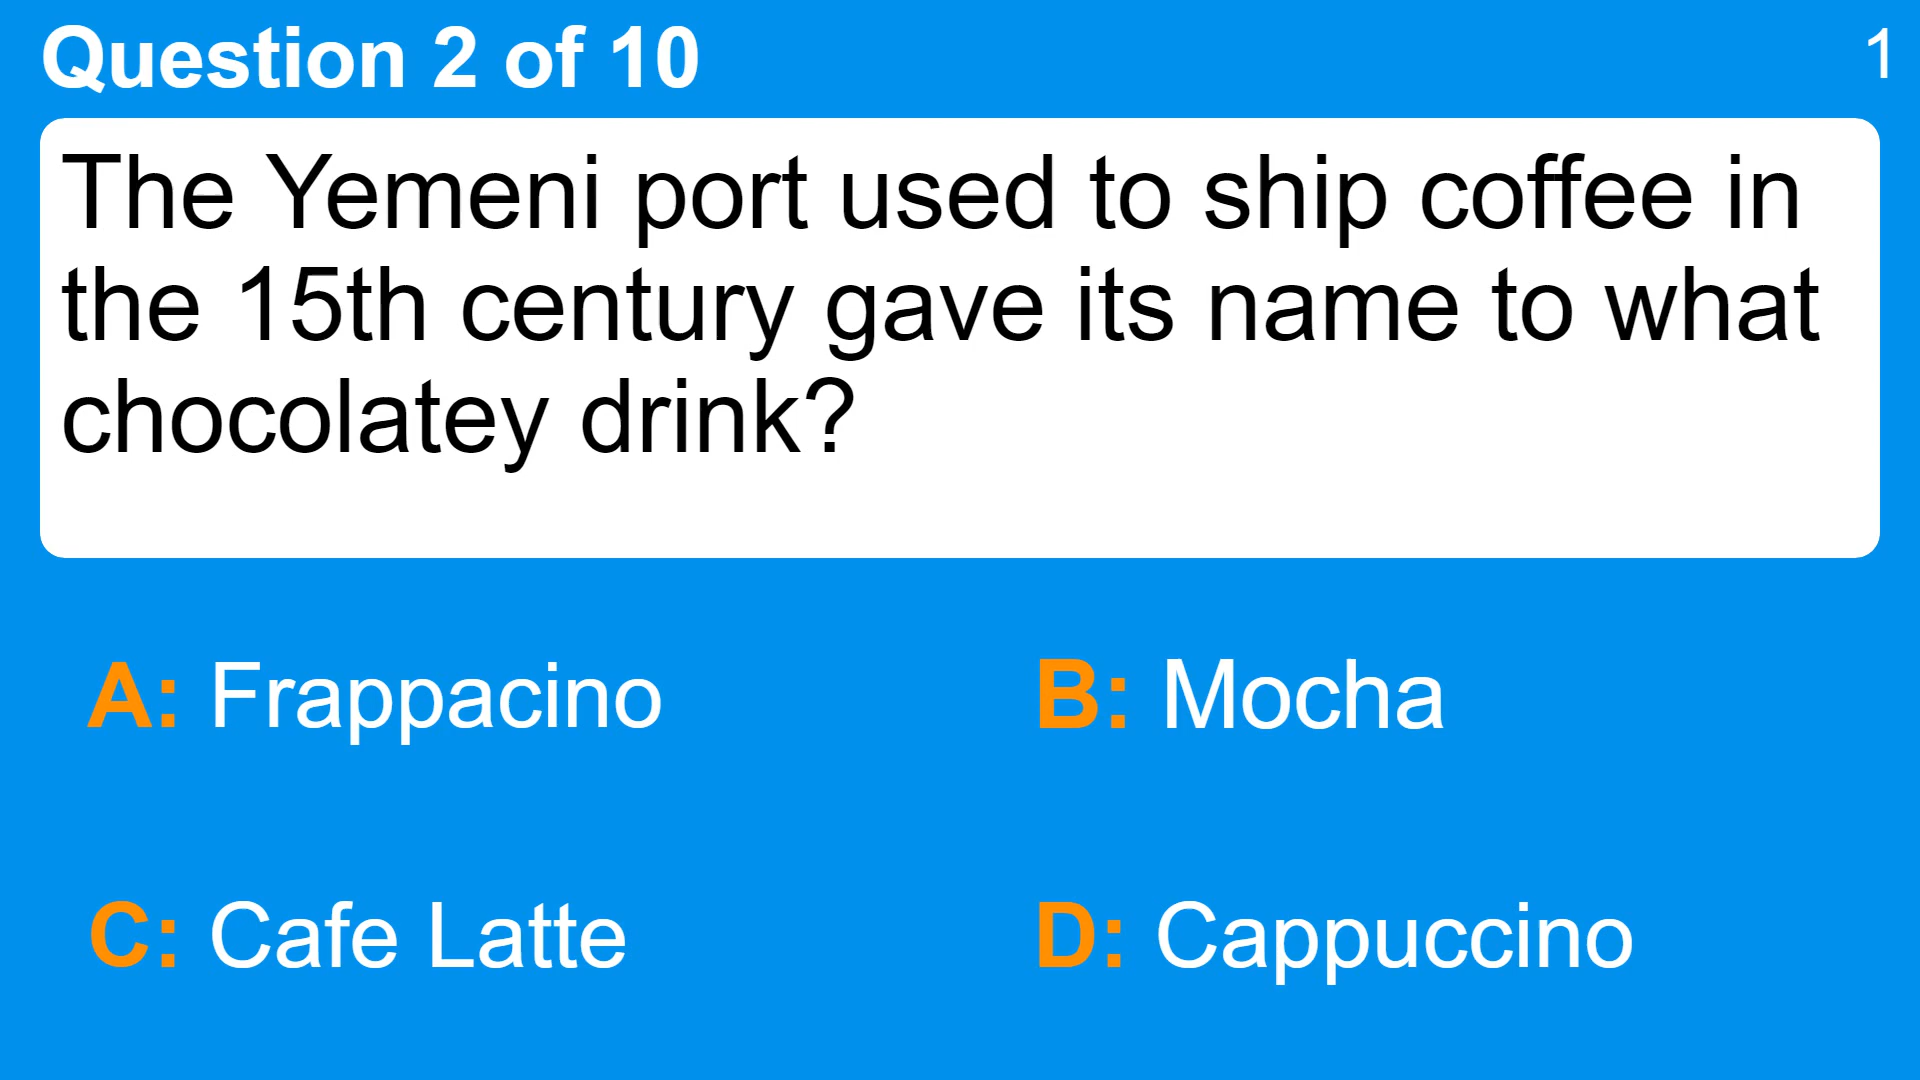 Question 2 of 10
1
The Yemeni port used to ship coffee in
the 15th century gave its name to what
chocolatey drink?
A: Frappacino
B: Mocha
C: Cafe Latte
D: Cappuccino